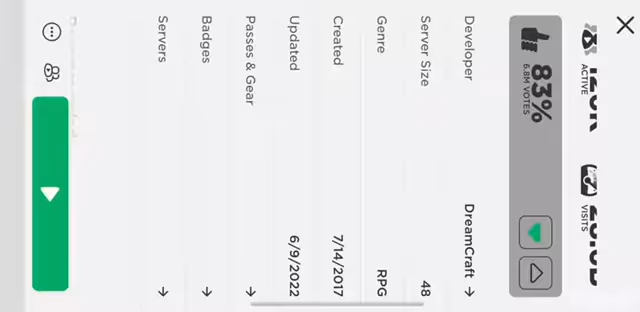 ACTIVE
VISITS
83%
6.8M VOTES
Developer DreamCraft
Server Size 48
Genre RPG
Created 7/14/2017
Updated 6/9/2022
Passes & Gear
Badges
Servers